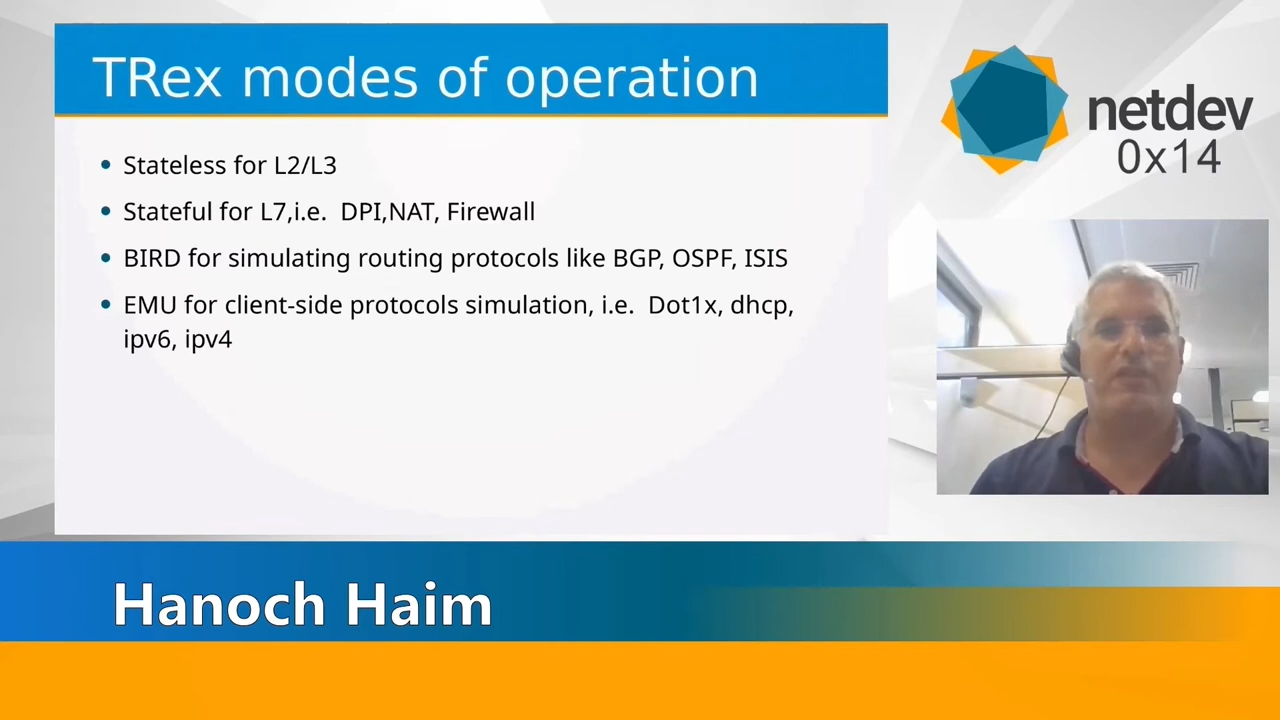 TRex modes of operation
Stateless for L2/L3
Stateful for L7,i.e.  DPI,NAT, Firewall
BIRD for simulating routing protocols like BGP, OSPF, ISIS
EMU for client-side protocols simulation, i.e.  Dot1x, dhcp,
ipv6, ipv4
netdev
0x14
Hanoch Haim